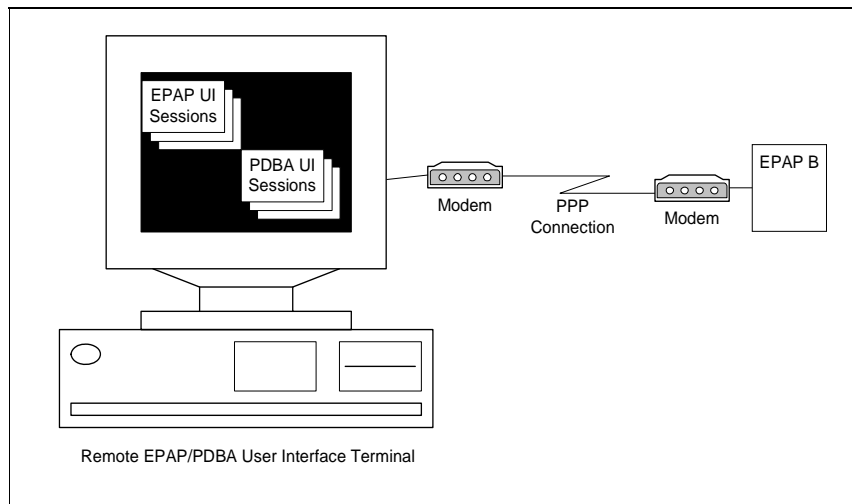 EPAP UI
Sessions
PDBA UI
Sessions
Modem
PPP
Connection
Modem
EPAP B
Remote EPAP/PDBA User Interface Terminal